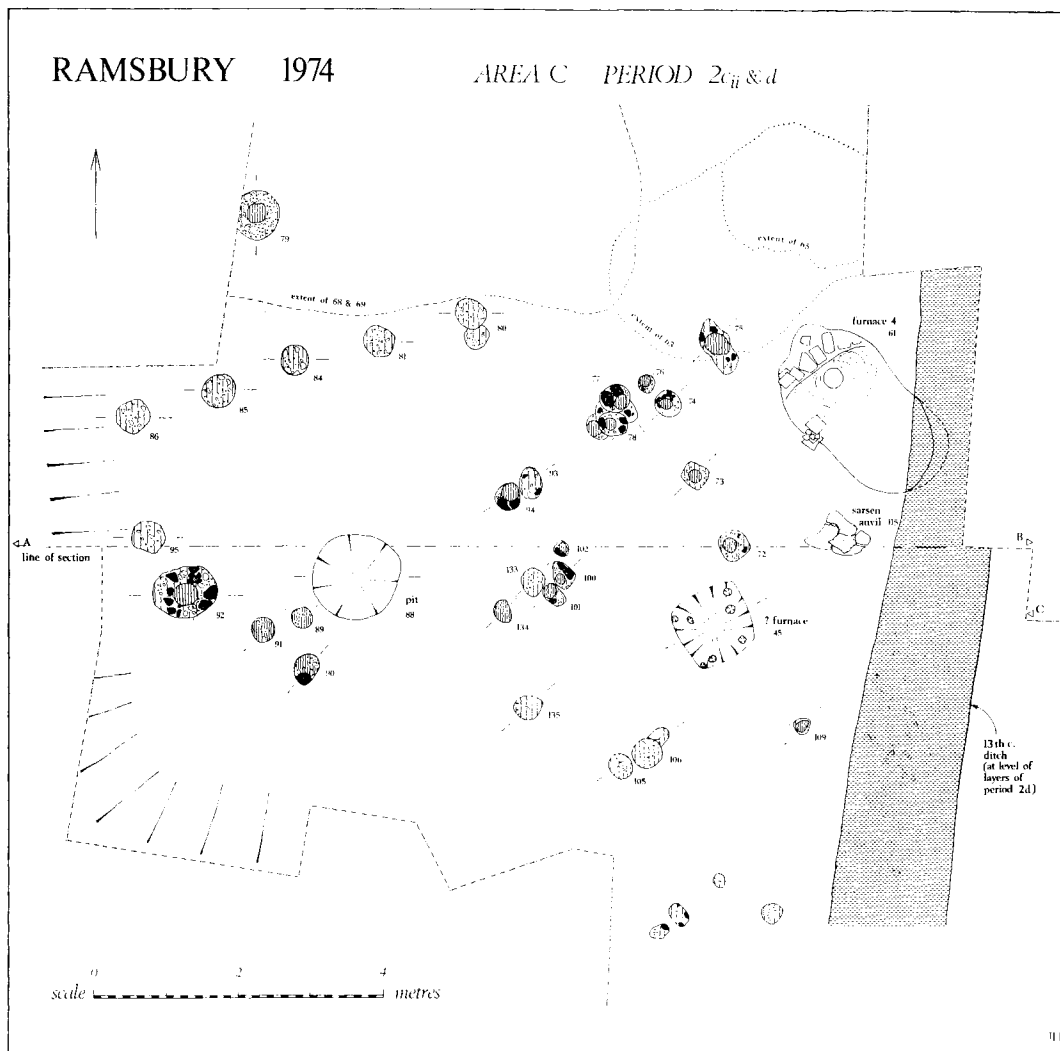 RAMSBURY 1974
AREA C PERIOD 2cii & d
79
extent of 65
extent of 68 & 69
80
extent of 67
75
furnace 4
61
81
84
76
77
74
85
78
86
93
73
94
sarsen
anvil 115
A
line of section
95
B
102
72
133
100
pit
88
92
101
C
89
134
? furnace
45
91
90
135
109
106
105
13th c.
ditch
(at level of
layers of
period 2d)
0 2 4
scale metres